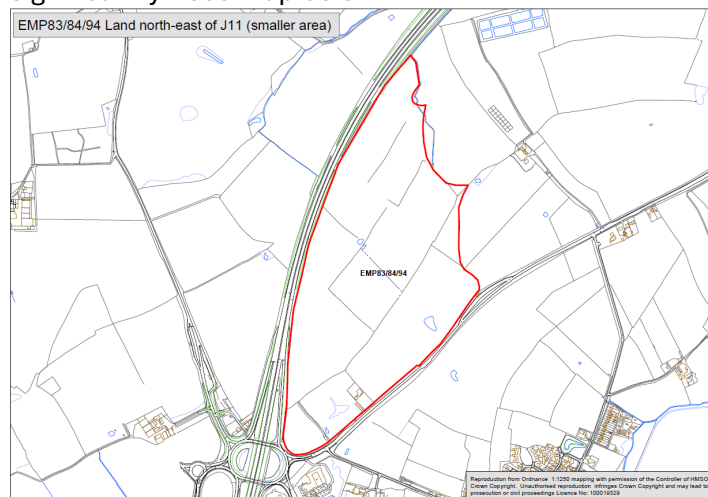 EMP83/84/94 Land north-east of J11 (smaller area)
EMP83/84/94
Reproduction from Ordnance 1:1250 mapping with permission of the Controller of HMSO
Crown Copyright. Unauthorised reproduction infringes Crown Copyright and may lead to
prosecution or civil proceedings Licence No: 100019329